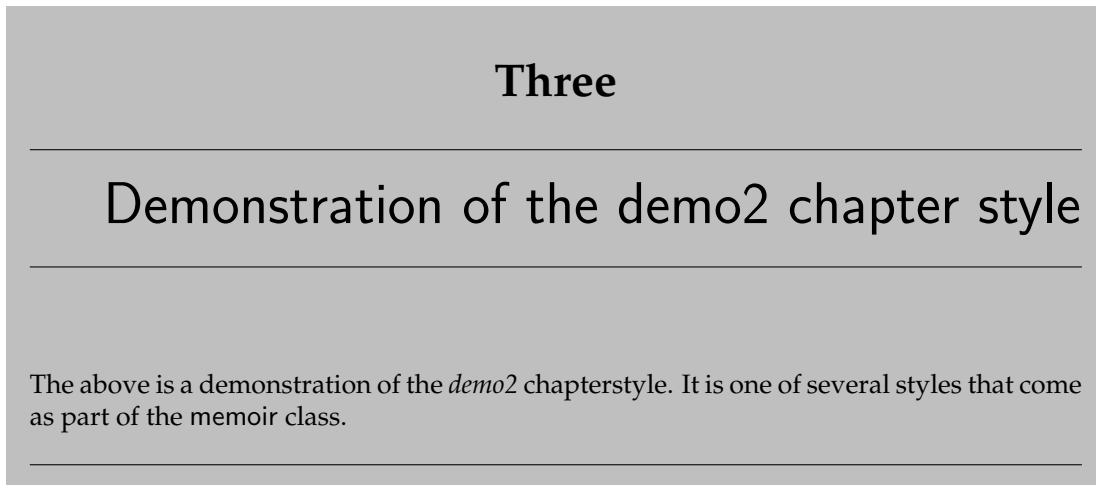 Three
Demonstration of the demo2 chapter style
The above is a demonstration of the demo2 chapterstyle. It is one of several styles that come
as part of the memoir class.